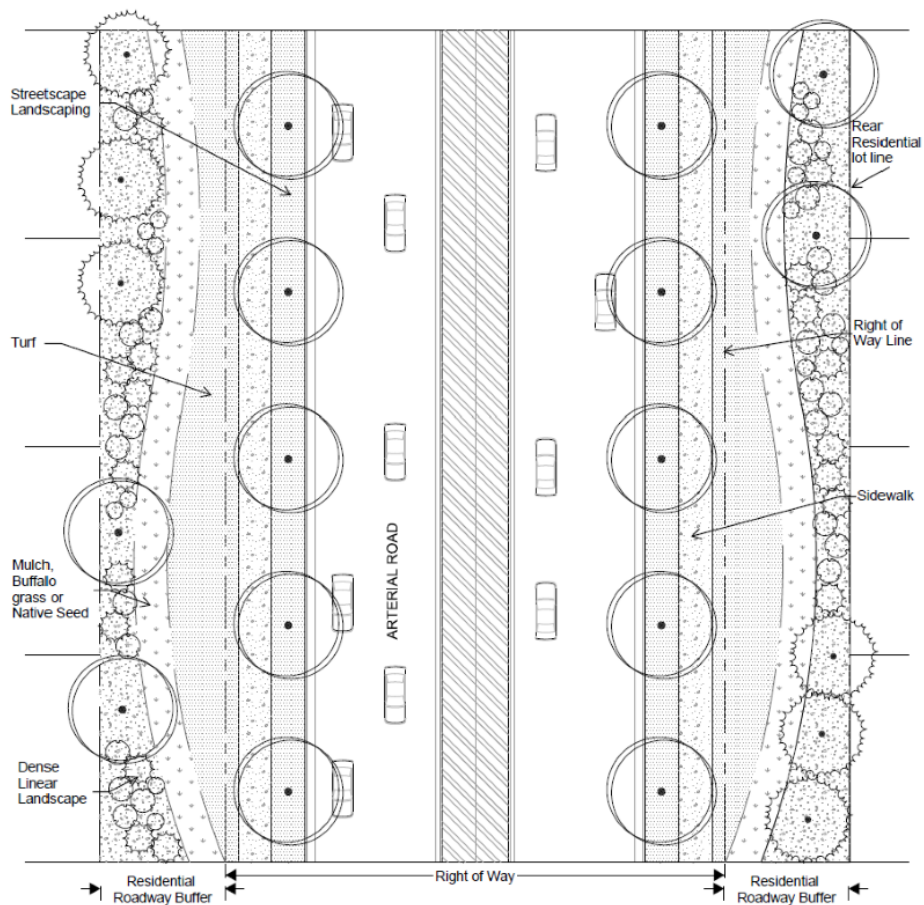 Streetscape
Landscaping
Turf
Mulch,
Buffalo
grass or
Native Seed
Dense
Linear
Landscape
ARTERIAL ROAD
Rear
Residential
lot line
Right of
Way Line
Sidewalk
Residential
Roadway Buffer
Right of Way
Residential
Roadway Buffer